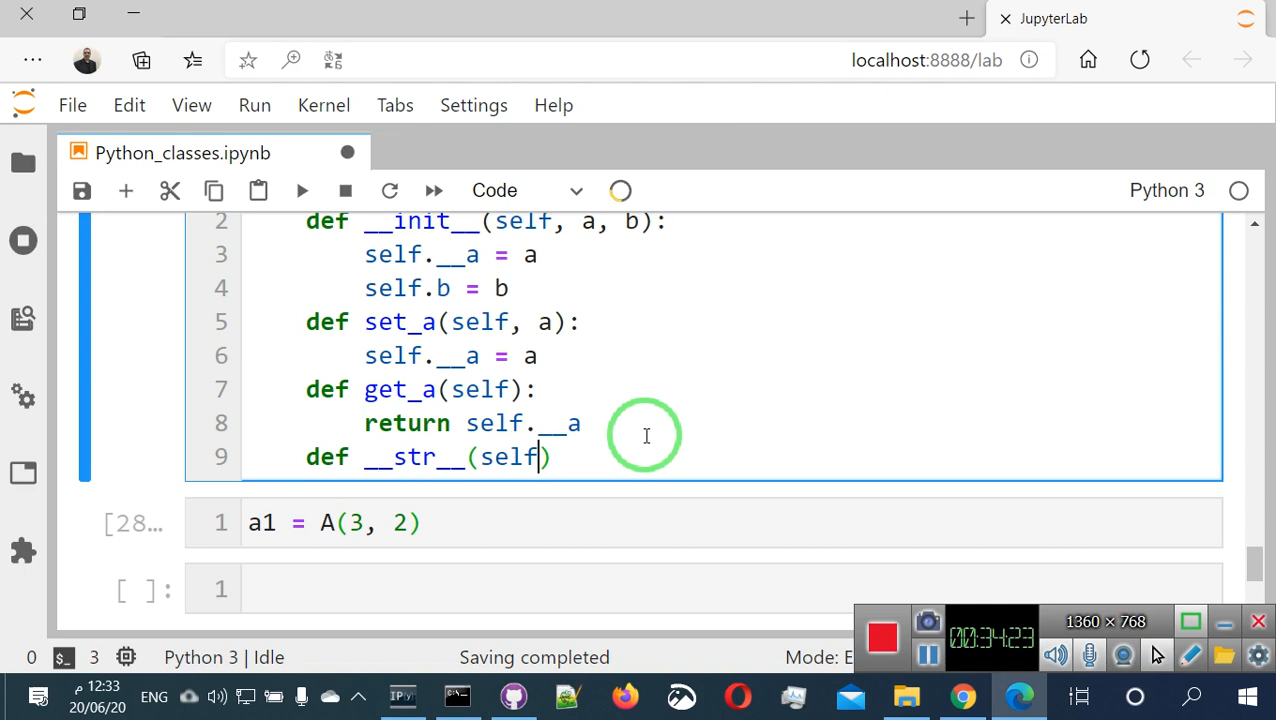 JupyterLab
localhost:8888/lab
File Edit View Run Kernel Tabs Settings Help
Python_classes.ipynb
Code
Python 3
2 def __init__(self, a, b):
3 self.__a = a
4 self.b = b
5 def set_a(self, a):
6 self.__a = a
7 def get_a(self):
8 return self.__a
9 def __str__(self)
[28… 1 a1 = A(3, 2)
[ ]: 1
1360 × 768
00:34:23
0 $_ 3 Python 3 | Idle Saving completed Mode: E
12:33 م
20/06/20
ENG
IP[y]